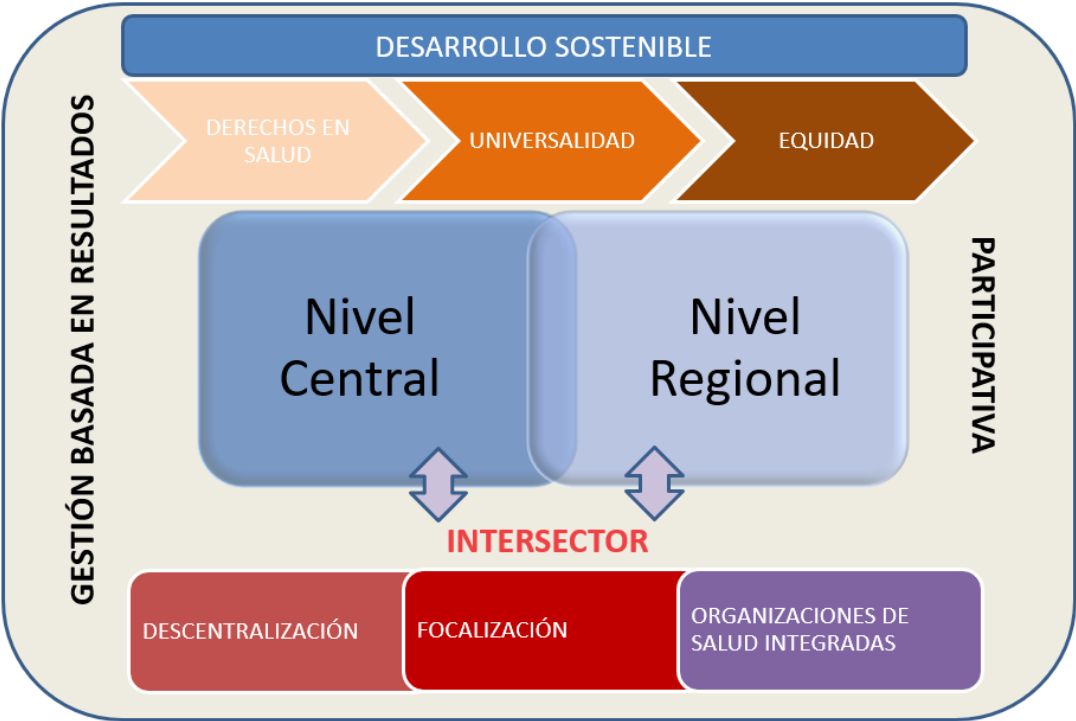 DESARROLLO SOSTENIBLE
DERECHOS EN
SALUD
UNIVERSALIDAD
EQUIDAD
GESTIÓN BASADA EN RESULTADOS
Nivel
Central
Nivel
Regional
PARTICIPATIVA
INTERSECTOR
DESCENTRALIZACIÓN
FOCALIZACIÓN
ORGANIZACIONES DE
SALUD INTEGRADAS